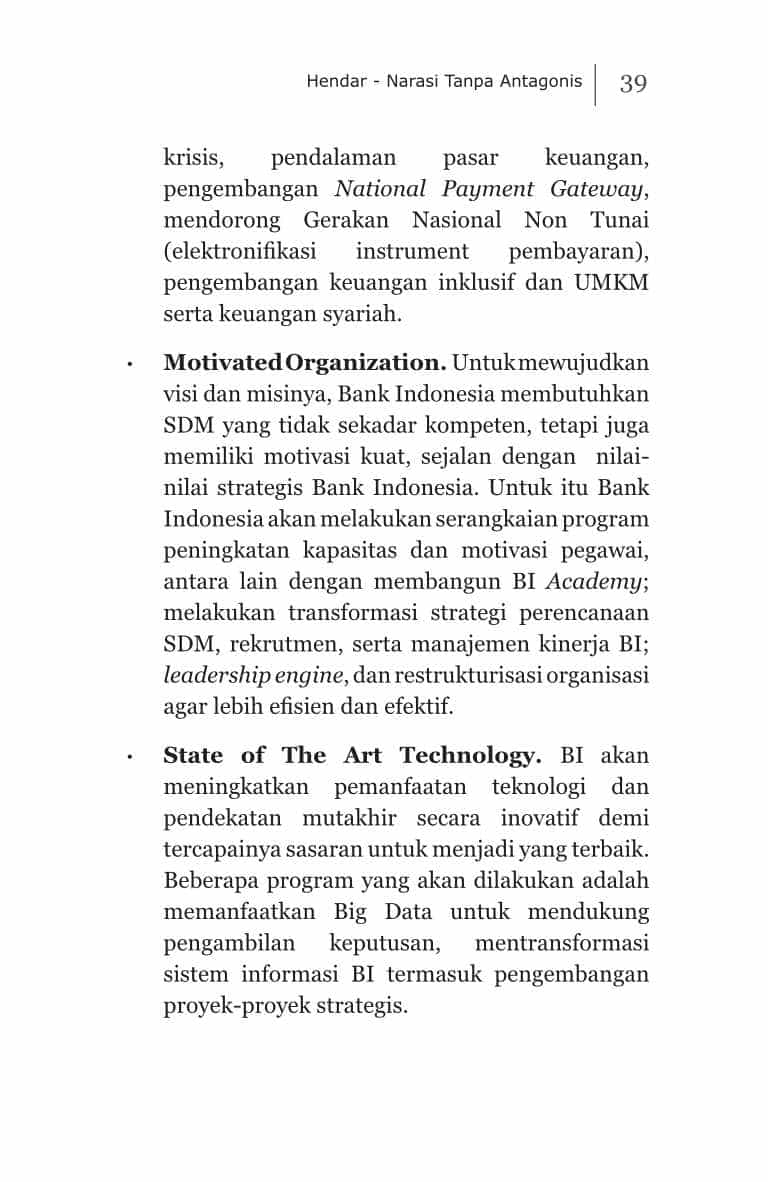 Hendar - Narasi Tanpa Antagonis 39
krisis, pendalaman pasar keuangan,
pengembangan National Payment Gateway,
mendorong Gerakan Nasional Non Tunai
(elektronifikasi instrument pembayaran),
pengembangan keuangan inklusif dan UMKM
serta keuangan syariah.
• Motivated Organization. Untuk mewujudkan
visi dan misinya, Bank Indonesia membutuhkan
SDM yang tidak sekadar kompeten, tetapi juga
memiliki motivasi kuat, sejalan dengan nilai-
nilai strategis Bank Indonesia. Untuk itu Bank
Indonesia akan melakukan serangkaian program
peningkatan kapasitas dan motivasi pegawai,
antara lain dengan membangun BI Academy;
melakukan transformasi strategi perencanaan
SDM, rekrutmen, serta manajemen kinerja BI;
leadership engine, dan restrukturisasi organisasi
agar lebih efisien dan efektif.
• State of The Art Technology. BI akan
meningkatkan pemanfaatan teknologi dan
pendekatan mutakhir secara inovatif demi
tercapainya sasaran untuk menjadi yang terbaik.
Beberapa program yang akan dilakukan adalah
memanfaatkan Big Data untuk mendukung
pengambilan keputusan, mentransformasi
sistem informasi BI termasuk pengembangan
proyek-proyek strategis.